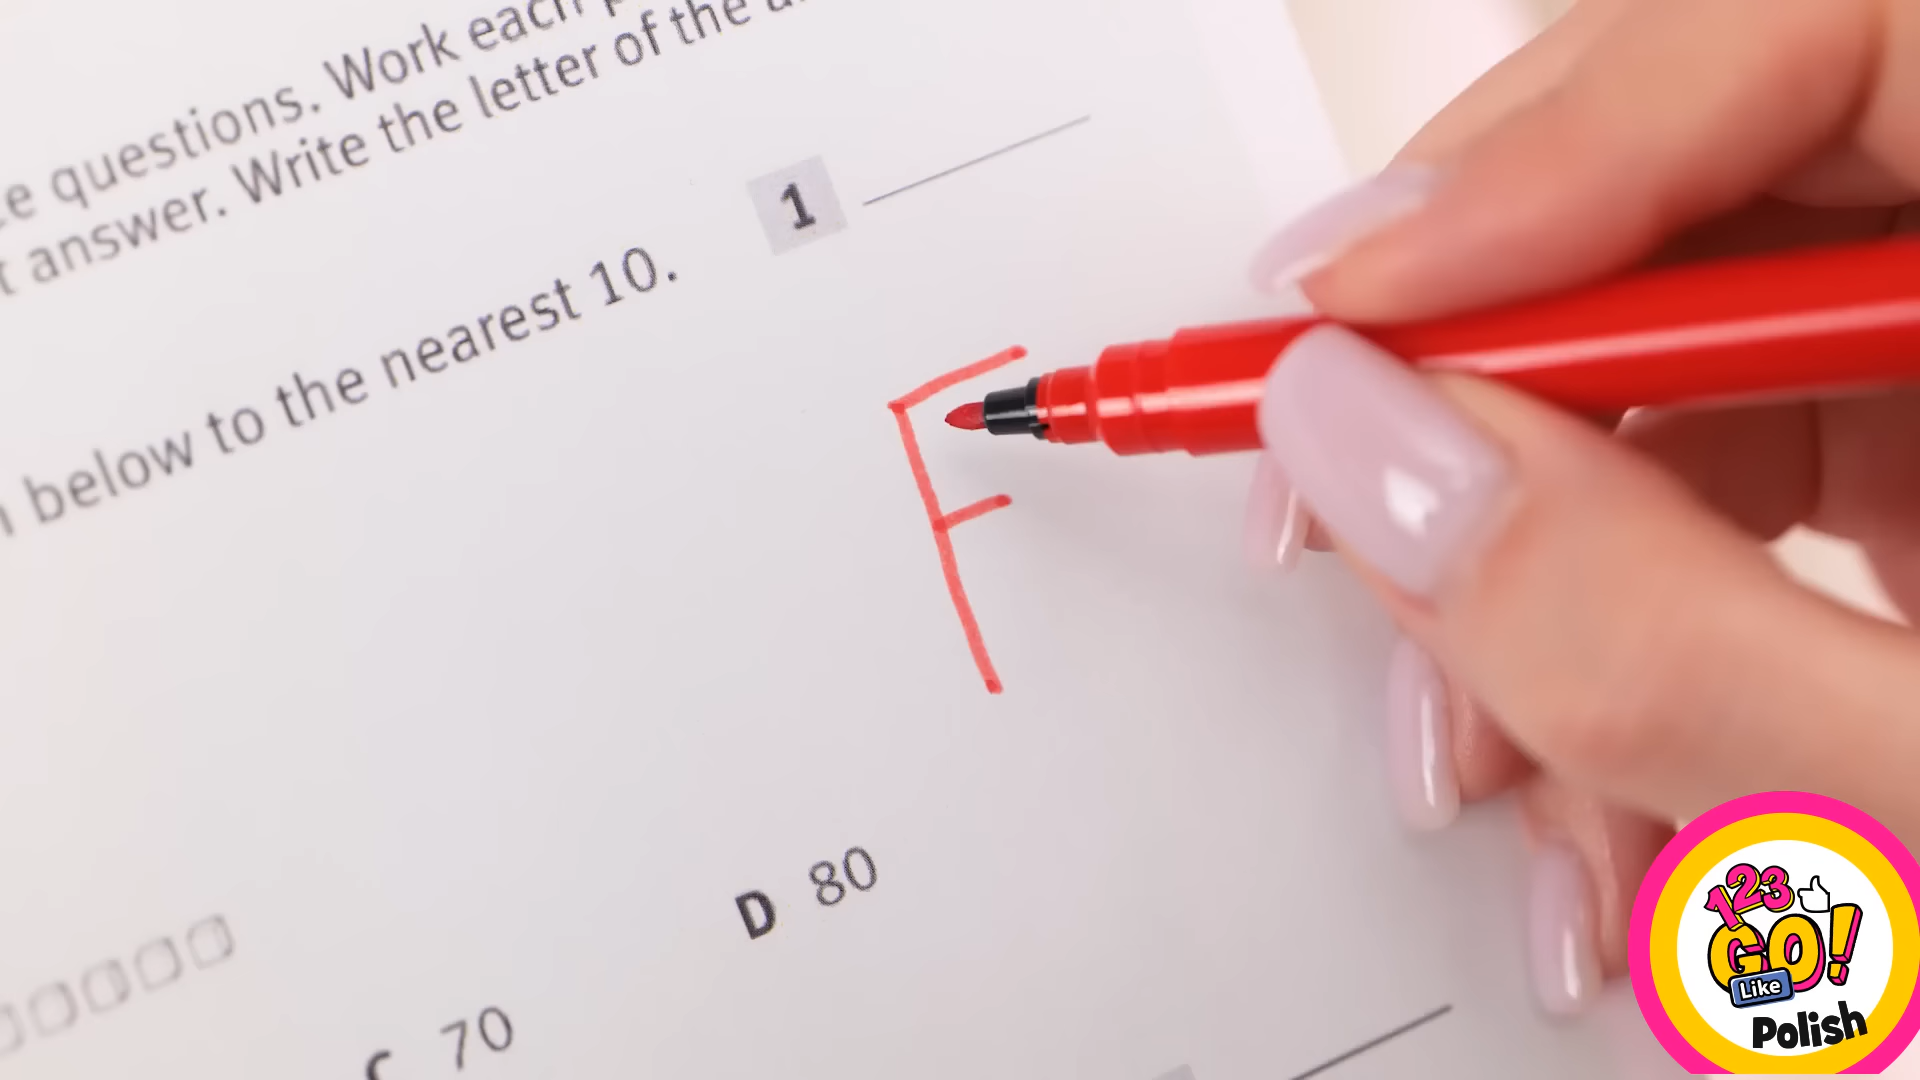 questions. Work each
answer. Write the letter of the
1
below to the nearest 10.
F
D 80
C 70
123 GO!
Like
Polish